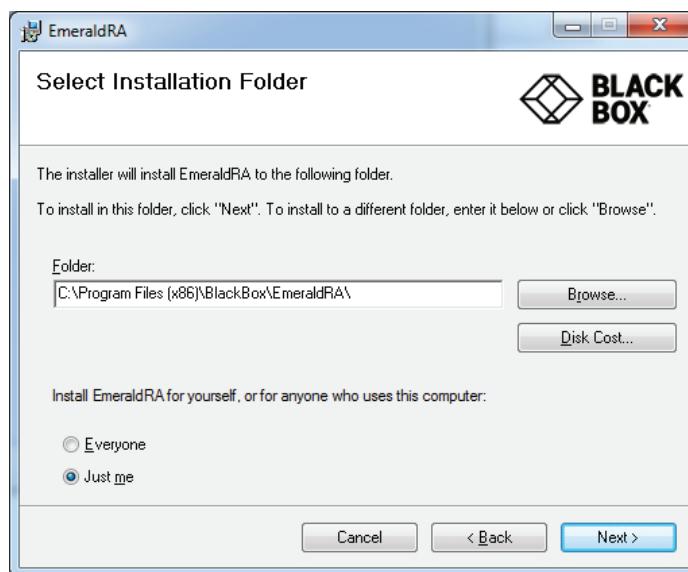 EmeraldRA
Select Installation Folder
BLACK
BOX
The installer will install EmeraldRA to the following folder.
To install in this folder, click "Next". To install to a different folder, enter it below or click "Browse".
Folder:
C:\Program Files (x86)\BlackBox\EmeraldRA\
Browse...
Disk Cost...
Install EmeraldRA for yourself, or for anyone who uses this computer:
Everyone
Just me
Cancel
< Back
Next >